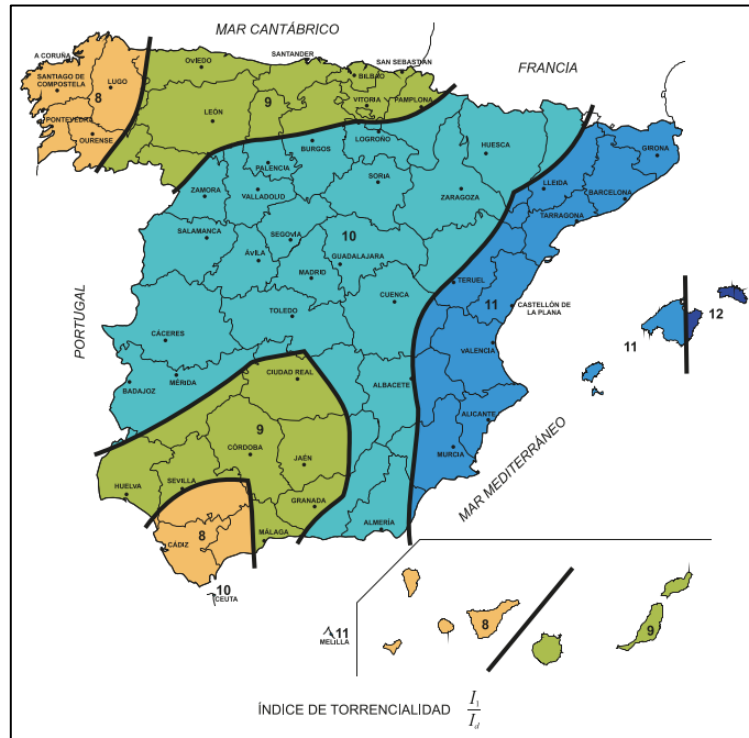 MAR CANTÁBRICO
A CORUÑA
OVIEDO
SANTANDER
SAN SEBASTIÁN
BILBAO
FRANCIA
SANTIAGO DE
COMPOSTELA
LUGO
8
PONTEVEDRA
OURENSE
LEÓN
9
VITORIA
PAMPLONA
LOGROÑO
BURGOS
PALENCIA
HUESCA
GIRONA
LLEIDA
BARCELONA
ZAMORA
VALLADOLID
SORIA
ZARAGOZA
TARRAGONA
SALAMANCA
SEGOVIA
10
ÁVILA
GUADALAJARA
MADRID
TERUEL
11
CASTELLÓN DE
LA PLANA
12
11
PORTUGAL
TOLEDO
CUENCA
CÁCERES
VALENCIA
BADAJOZ
MÉRIDA
CIUDAD REAL
ALBACETE
ALICANTE
MURCIA
MAR MEDITERRÁNEO
9
CÓRDOBA
JAÉN
HUELVA
SEVILLA
GRANADA
8
CÁDIZ
MÁLAGA
ALMERÍA
10
CEUTA
11
MELILLA
8
9
ÍNDICE DE TORRENCIALIDAD I₁/I_d